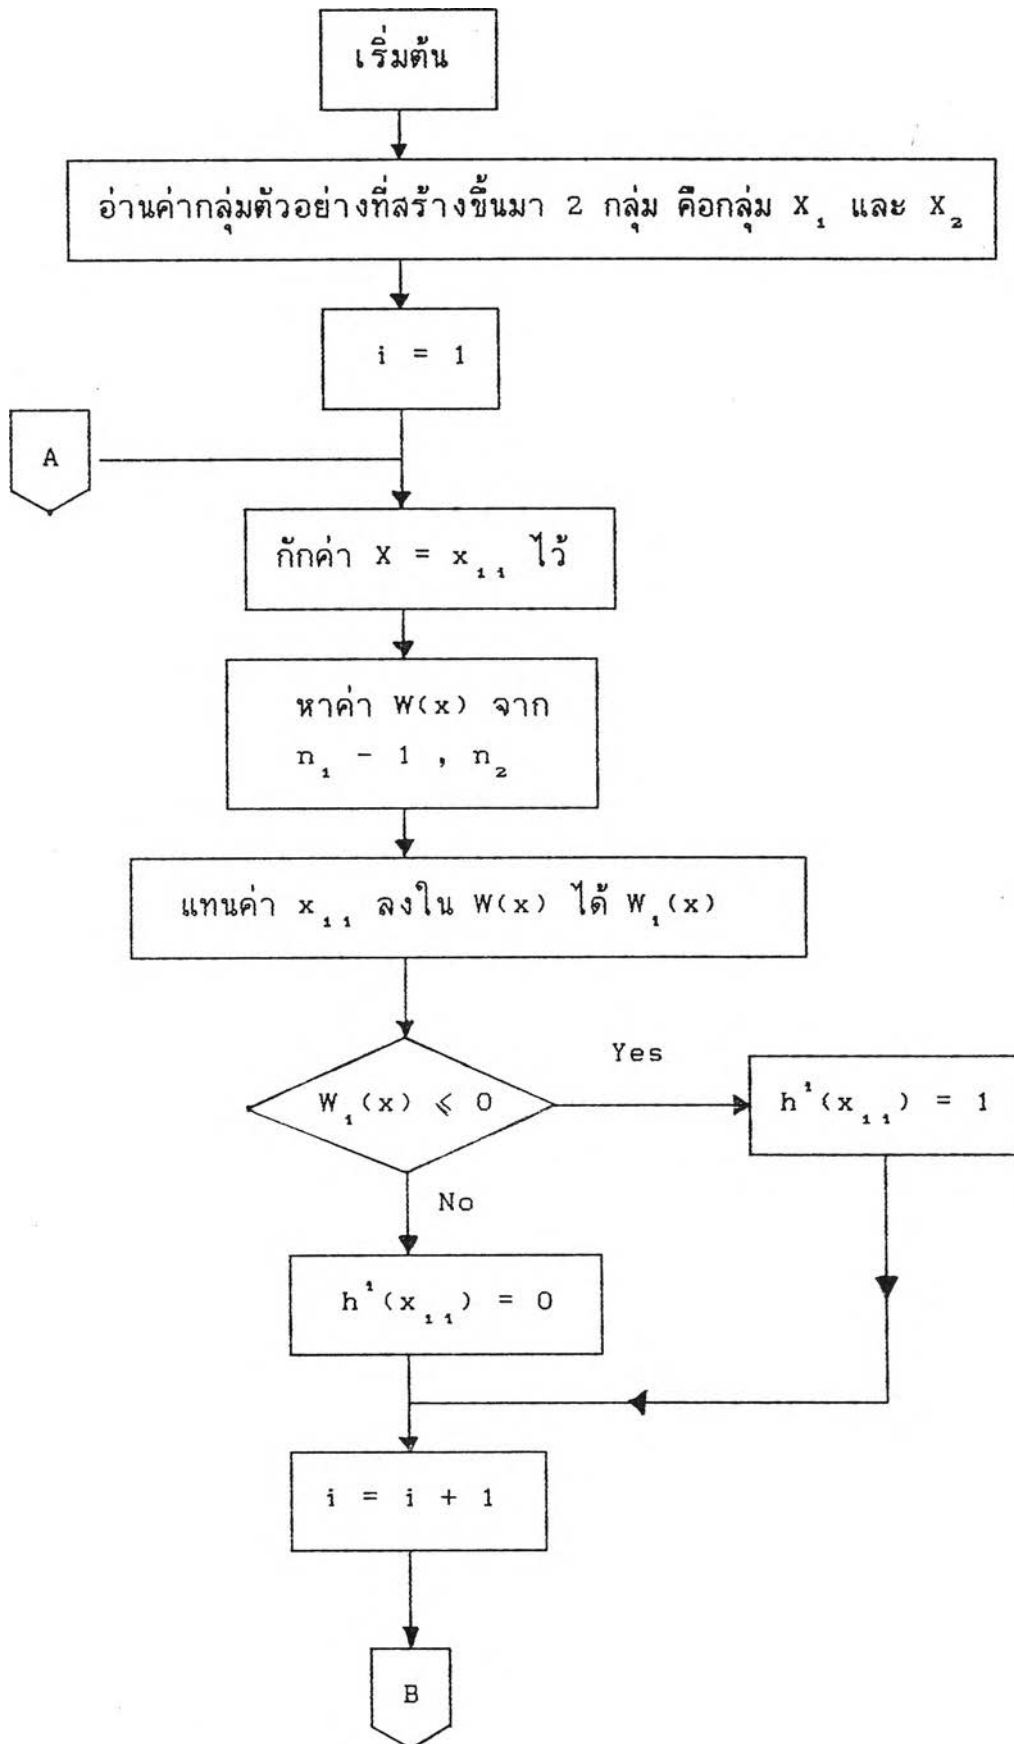 เริ่มต้น
อ่านค่ากลุ่มตัวอย่างที่สร้างขึ้นมา 2 กลุ่ม คือกลุ่ม X₁ และ X₂
i = 1
A
กักค่า X = x₁ᵢ ไว้
หาค่า W(x) จาก
n₁ - 1 , n₂
แทนค่า x₁ᵢ ลงใน W(x) ได้ W₁(x)
W₁(x) ⩽ 0
Yes
h¹(x₁ᵢ) = 1
No
h¹(x₁ᵢ) = 0
i = i + 1
B